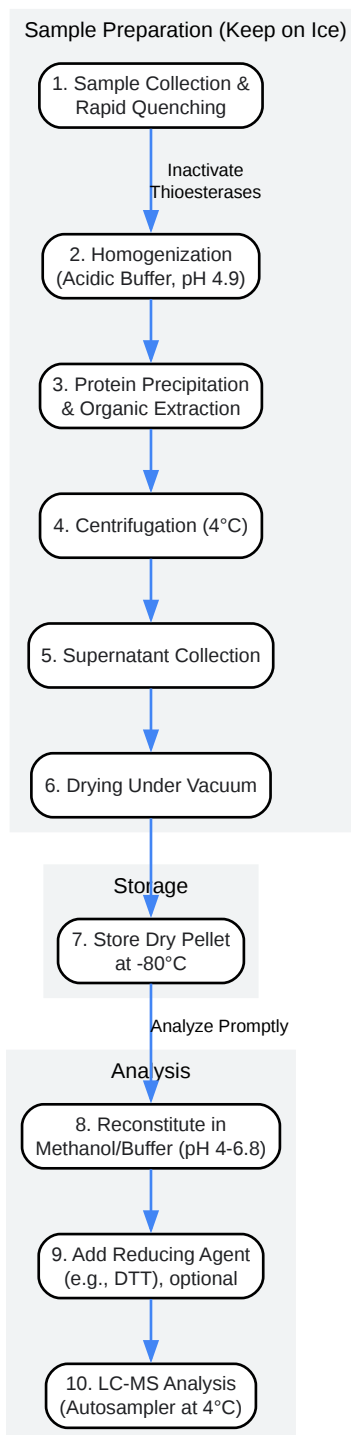 Sample Preparation (Keep on Ice)
1. Sample Collection &
Rapid Quenching
Inactivate
Thioesterases
2. Homogenization
(Acidic Buffer, pH 4.9)
3. Protein Precipitation
& Organic Extraction
4. Centrifugation (4°C)
5. Supernatant Collection
6. Drying Under Vacuum
Storage
7. Store Dry Pellet
at -80°C
Analyze Promptly
Analysis
8. Reconstitute in
Methanol/Buffer (pH 4-6.8)
9. Add Reducing Agent
(e.g., DTT), optional
10. LC-MS Analysis
(Autosampler at 4°C)